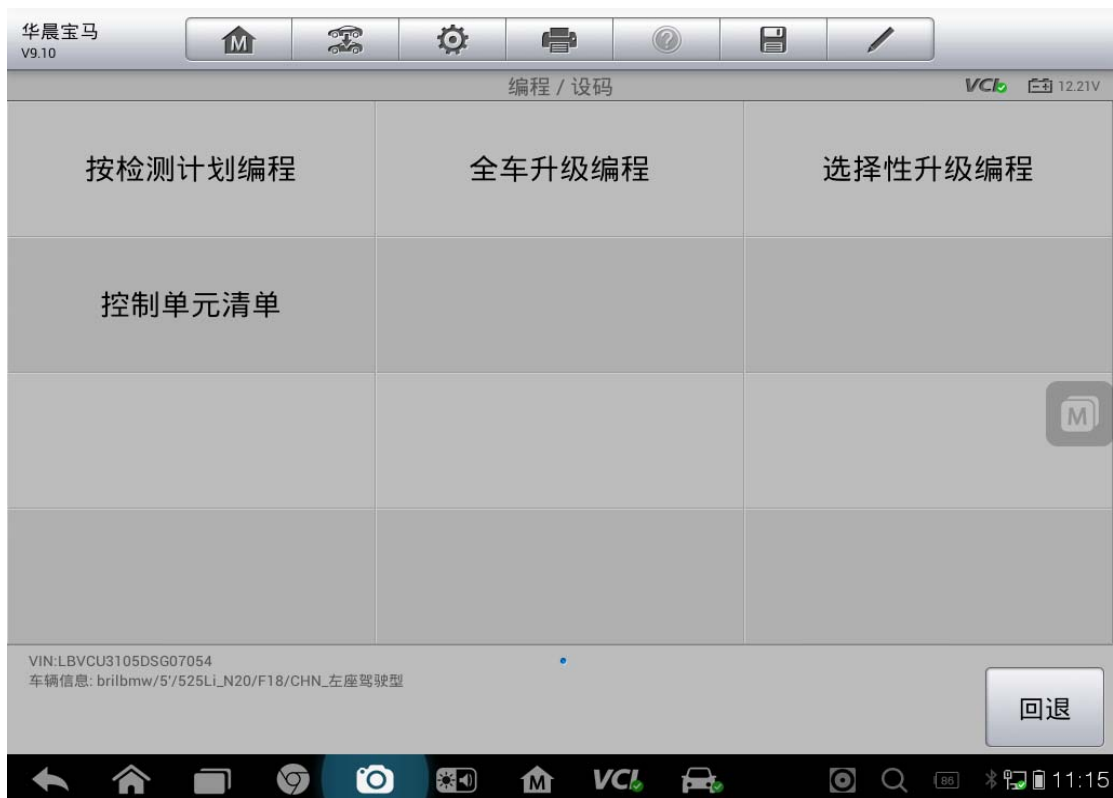 华晨宝马
V9.10
M
编程 / 设码
VCI
12.21V
按检测计划编程
全车升级编程
选择性升级编程
控制单元清单
M
VIN:LBVCU3105DSG07054
车辆信息: brilbmw/5'/525Li_N20/F18/CHN_左座驾驶型
回退
M
VCI
86
11:15